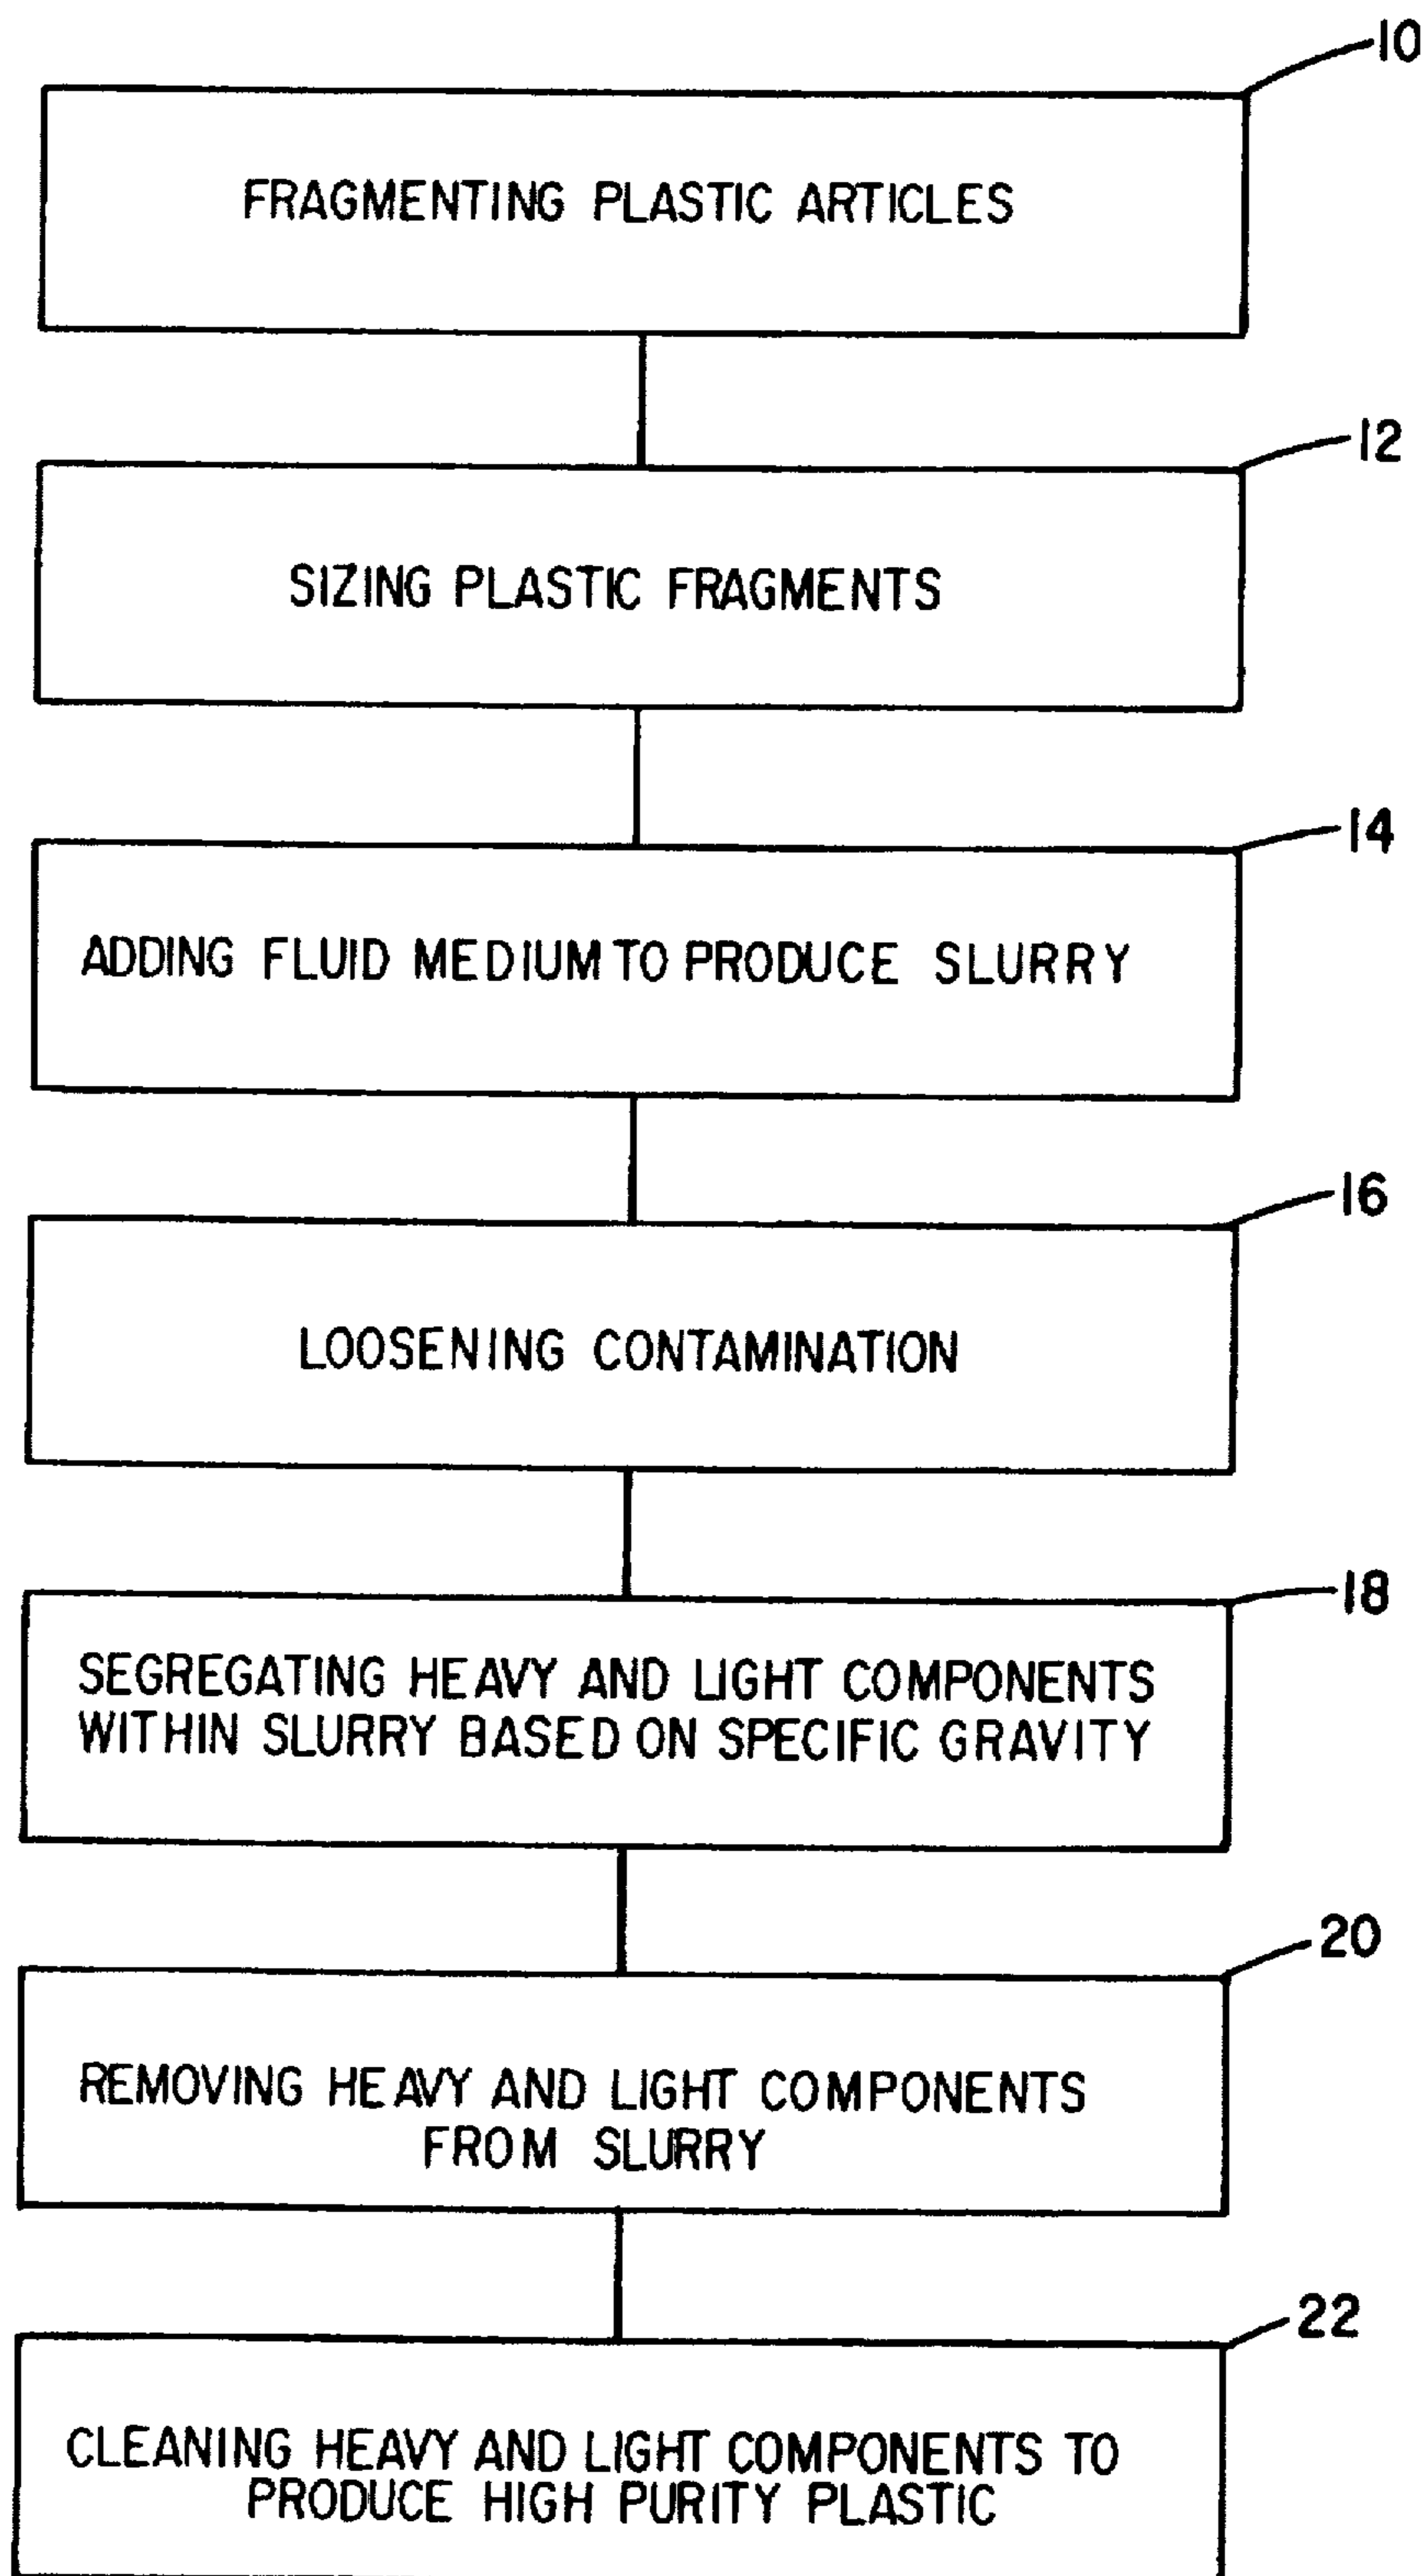 10
FRAGMENTING PLASTIC ARTICLES
12
SIZING PLASTIC FRAGMENTS
14
ADDING FLUID MEDIUM TO PRODUCE SLURRY
16
LOOSENING CONTAMINATION
18
SEGREGATING HEAVY AND LIGHT COMPONENTS
WITHIN SLURRY BASED ON SPECIFIC GRAVITY
20
REMOVING HEAVY AND LIGHT COMPONENTS
FROM SLURRY
22
CLEANING HEAVY AND LIGHT COMPONENTS TO
PRODUCE HIGH PURITY PLASTIC